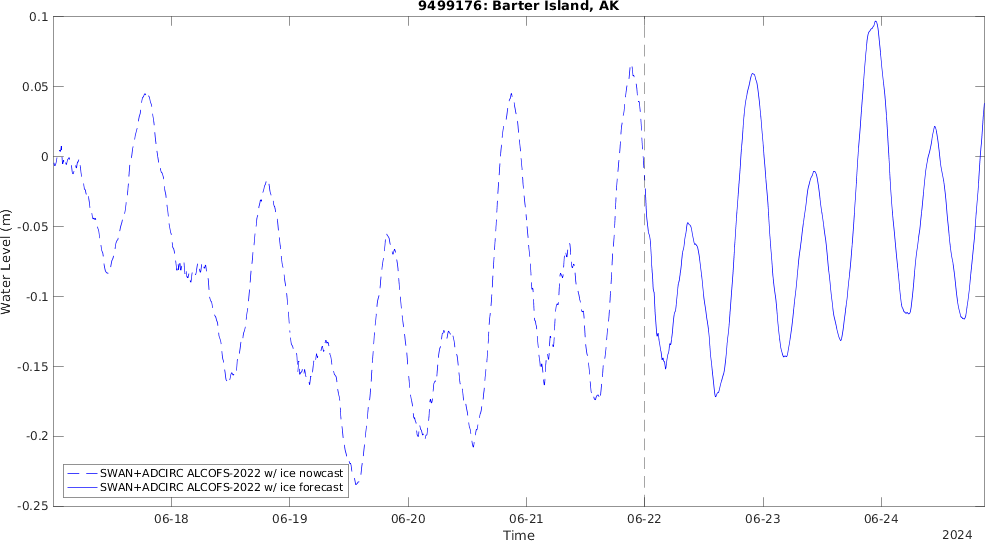 9499176: Barter Island, AK
Water Level (m)
0.1
0.05
0
-0.05
-0.1
-0.15
-0.2
-0.25
SWAN+ADCIRC ALCOFS-2022 w/ ice nowcast
SWAN+ADCIRC ALCOFS-2022 w/ ice forecast
06-18 06-19 06-20 06-21 06-22 06-23 06-24
Time
2024